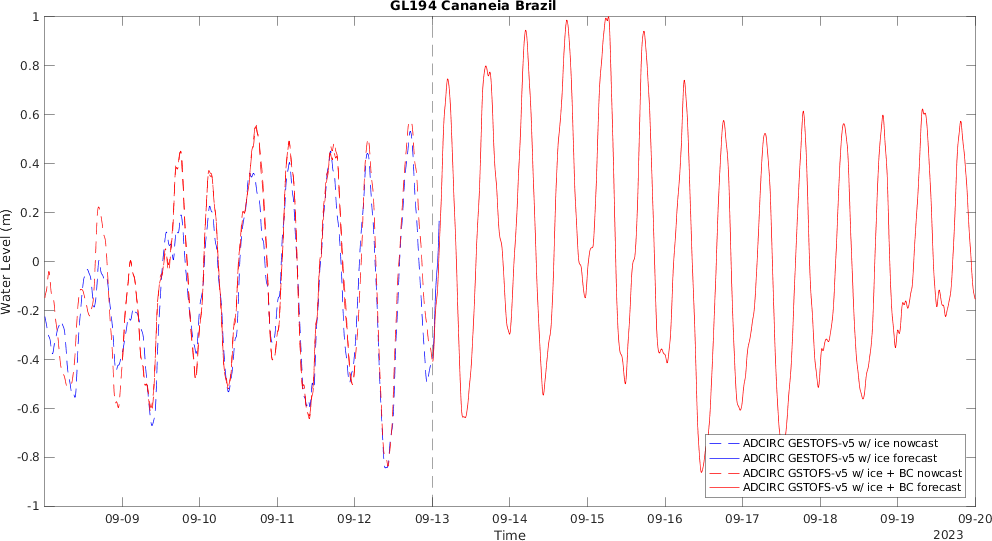 GL194 Cananeia Brazil
1
0.8
0.6
0.4
0.2
0
-0.2
-0.4
-0.6
-0.8
-1
Water Level (m)
ADCIRC GESTOFS-v5 w/ ice nowcast
ADCIRC GESTOFS-v5 w/ ice forecast
ADCIRC GSTOFS-v5 w/ ice + BC nowcast
ADCIRC GSTOFS-v5 w/ ice + BC forecast
09-09 09-10 09-11 09-12 09-13 09-14 09-15 09-16 09-17 09-18 09-19 09-20
Time
2023